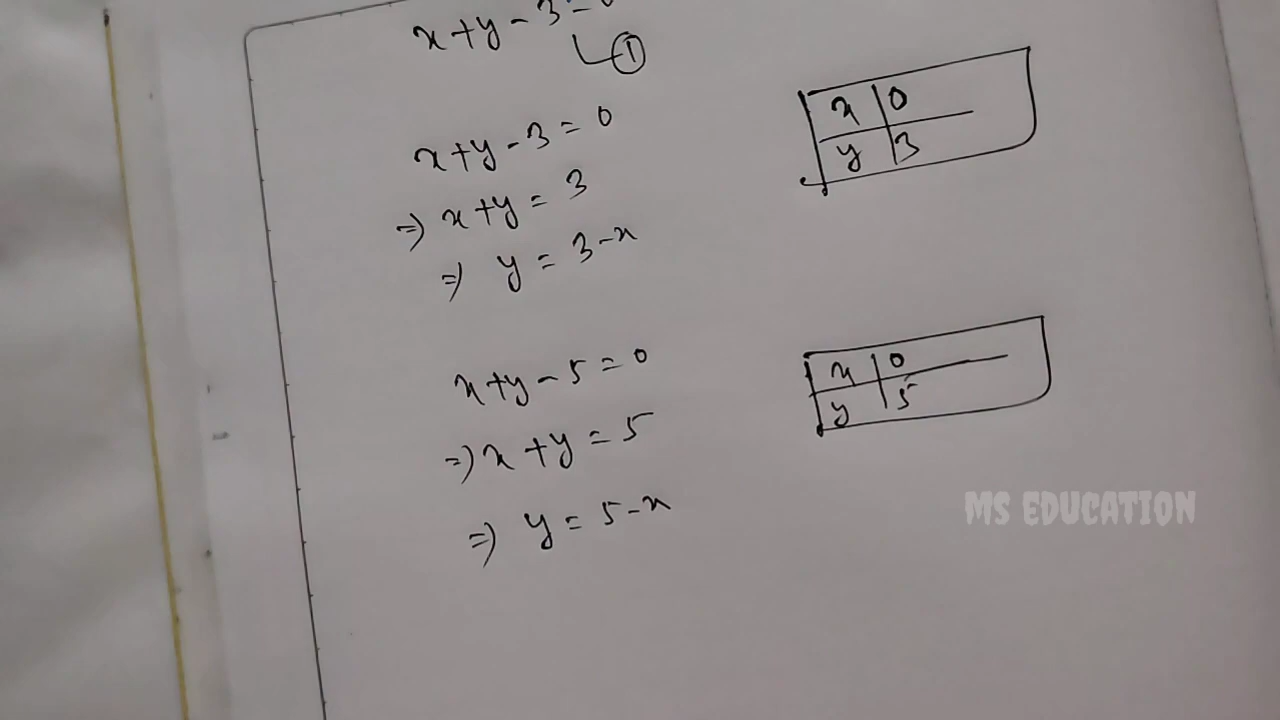 x+y-3=0
①
x+y-3=0
⇒ x+y=3
⇒ y=3-x
x 0
y 3
x+y-5=0
⇒ x+y=5
⇒ y=5-x
x 0
y 5
MS EDUCATION